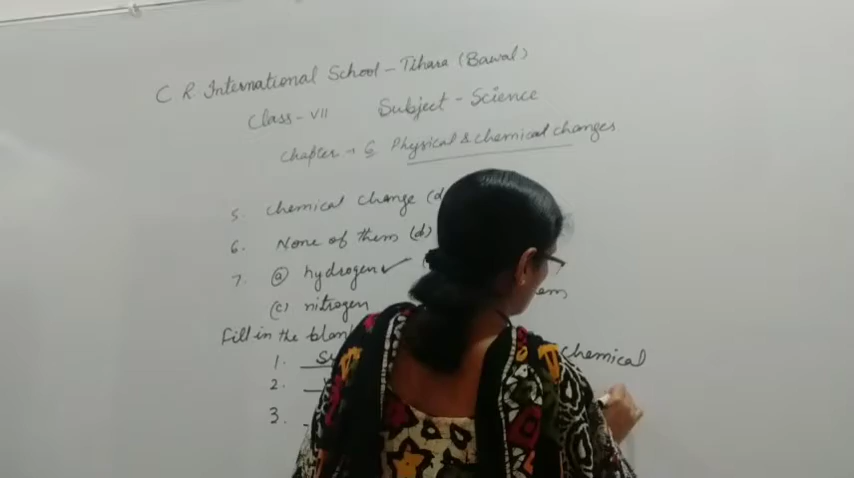 C R International School - Tihara (Bawal)
Class - VII Subject - Science
Chapter → 6 Physical & chemical changes
5. chemical change (d
6. None of them (d)
7. (a) hydrogen ✓
(c) nitrogen
Fill in the blan
1. chemical
2.
3.